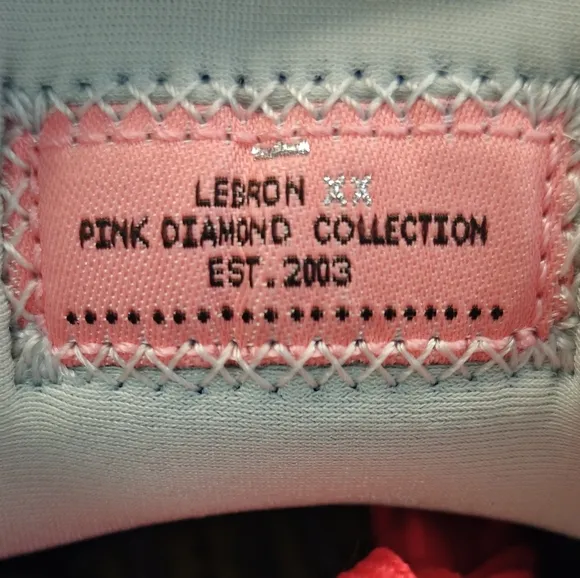 LEBRON XX
PINK DIAMOND COLLECTION
EST.2003